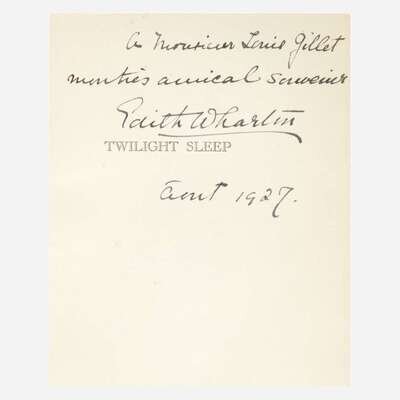 A Monsieur Louis Gillet
mon très amical souvenir
Edith Wharton
TWILIGHT SLEEP
Août 1927.